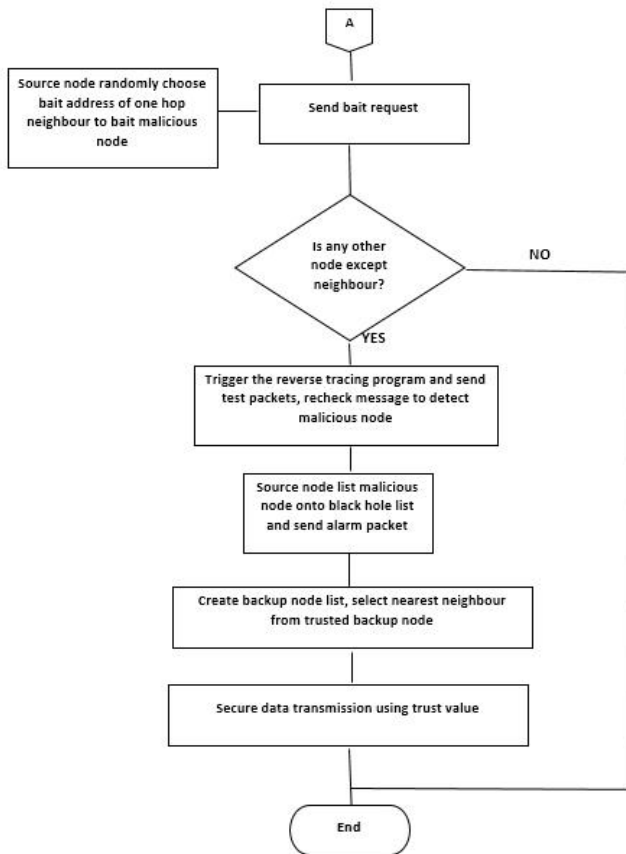 A
Source node randomly choose
bait address of one hop
neighbour to bait malicious
node
Send bait request
Is any other
node except
neighbour?
NO
YES
Trigger the reverse tracing program and send
test packets, recheck message to detect
malicious node
Source node list malicious
node onto black hole list
and send alarm packet
Create backup node list, select nearest neighbour
from trusted backup node
Secure data transmission using trust value
End